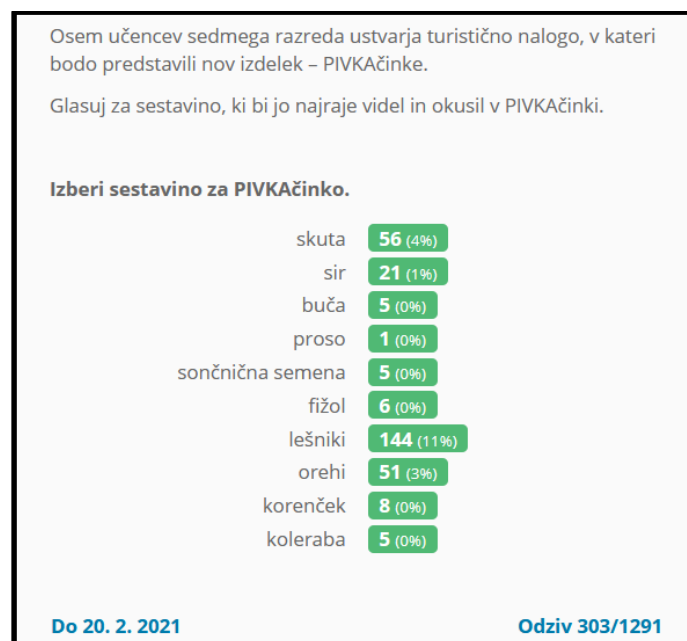 Osem učencev sedmega razreda ustvarja turistično nalogo, v kateri
bodo predstavili nov izdelek – PIVKAčinke.
Glasuj za sestavino, ki bi jo najraje videl in okusil v PIVKAčinki.
Izberi sestavino za PIVKAčinko.
skuta 56 (4%)
sir 21 (1%)
buča 5 (0%)
proso 1 (0%)
sončnična semena 5 (0%)
fižol 6 (0%)
lešniki 144 (11%)
orehi 51 (3%)
korenček 8 (0%)
koleraba 5 (0%)
Do 20. 2. 2021 Odziv 303/1291